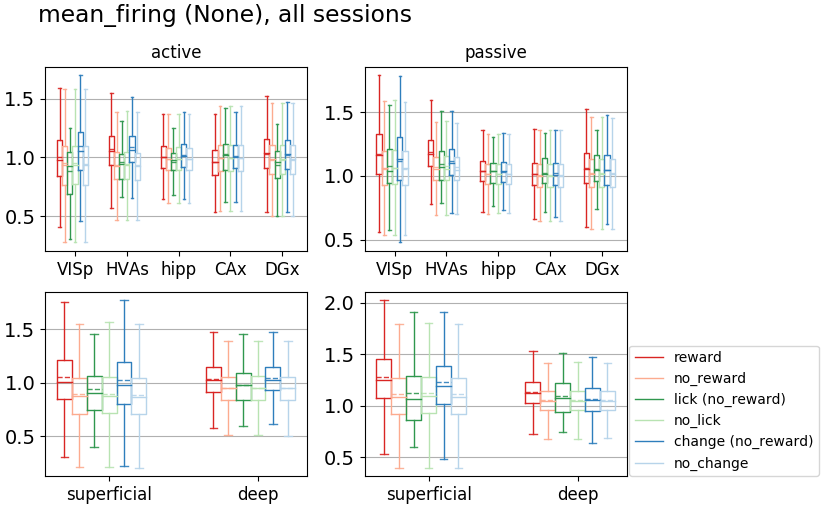 mean_firing (None), all sessions
active
passive
1.5
1.0
0.5
VISp HVAs hipp CAx DGx
1.5
1.0
0.5
VISp HVAs hipp CAx DGx
1.5
1.0
0.5
superficial deep
2.0
1.5
1.0
0.5
superficial deep
reward
no_reward
lick (no_reward)
no_lick
change (no_reward)
no_change